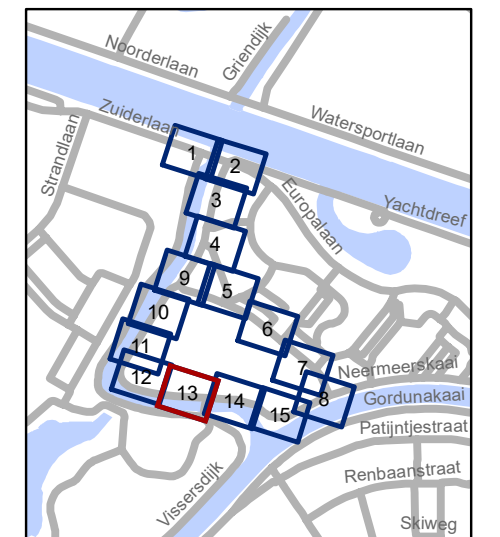 Noorderlaan
Griendijk
Zuiderlaan
Watersportlaan
Strandlaan
1
2
3
Europalaan
Yachtdreef
4
9
5
10
6
11
7
Neermeerskaai
12
13
14
8
Gordunakaai
15
Patijntjestraat
Renbaanstraat
Vissersdijk
Skiweg